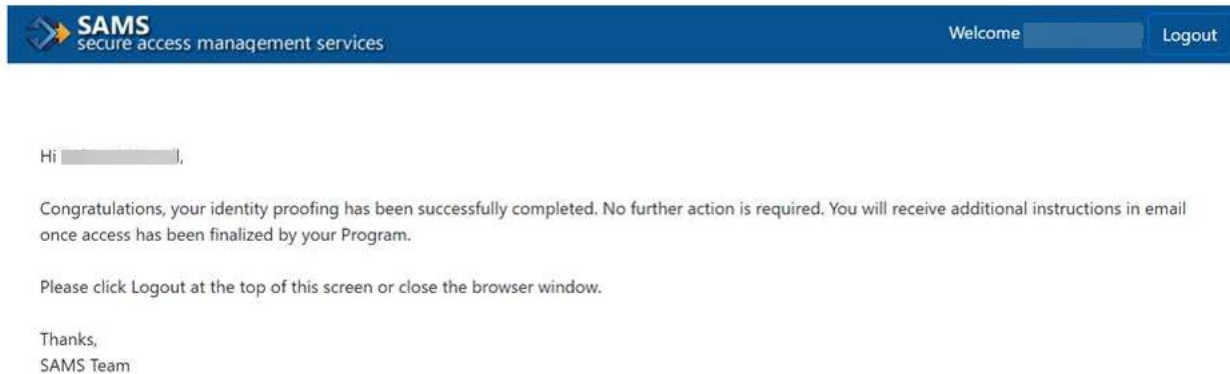 SAMS
secure access management services
Welcome
Logout
Hi l,
Congratulations, your identity proofing has been successfully completed. No further action is required. You will receive additional instructions in email
once access has been finalized by your Program.
Please click Logout at the top of this screen or close the browser window.
Thanks,
SAMS Team